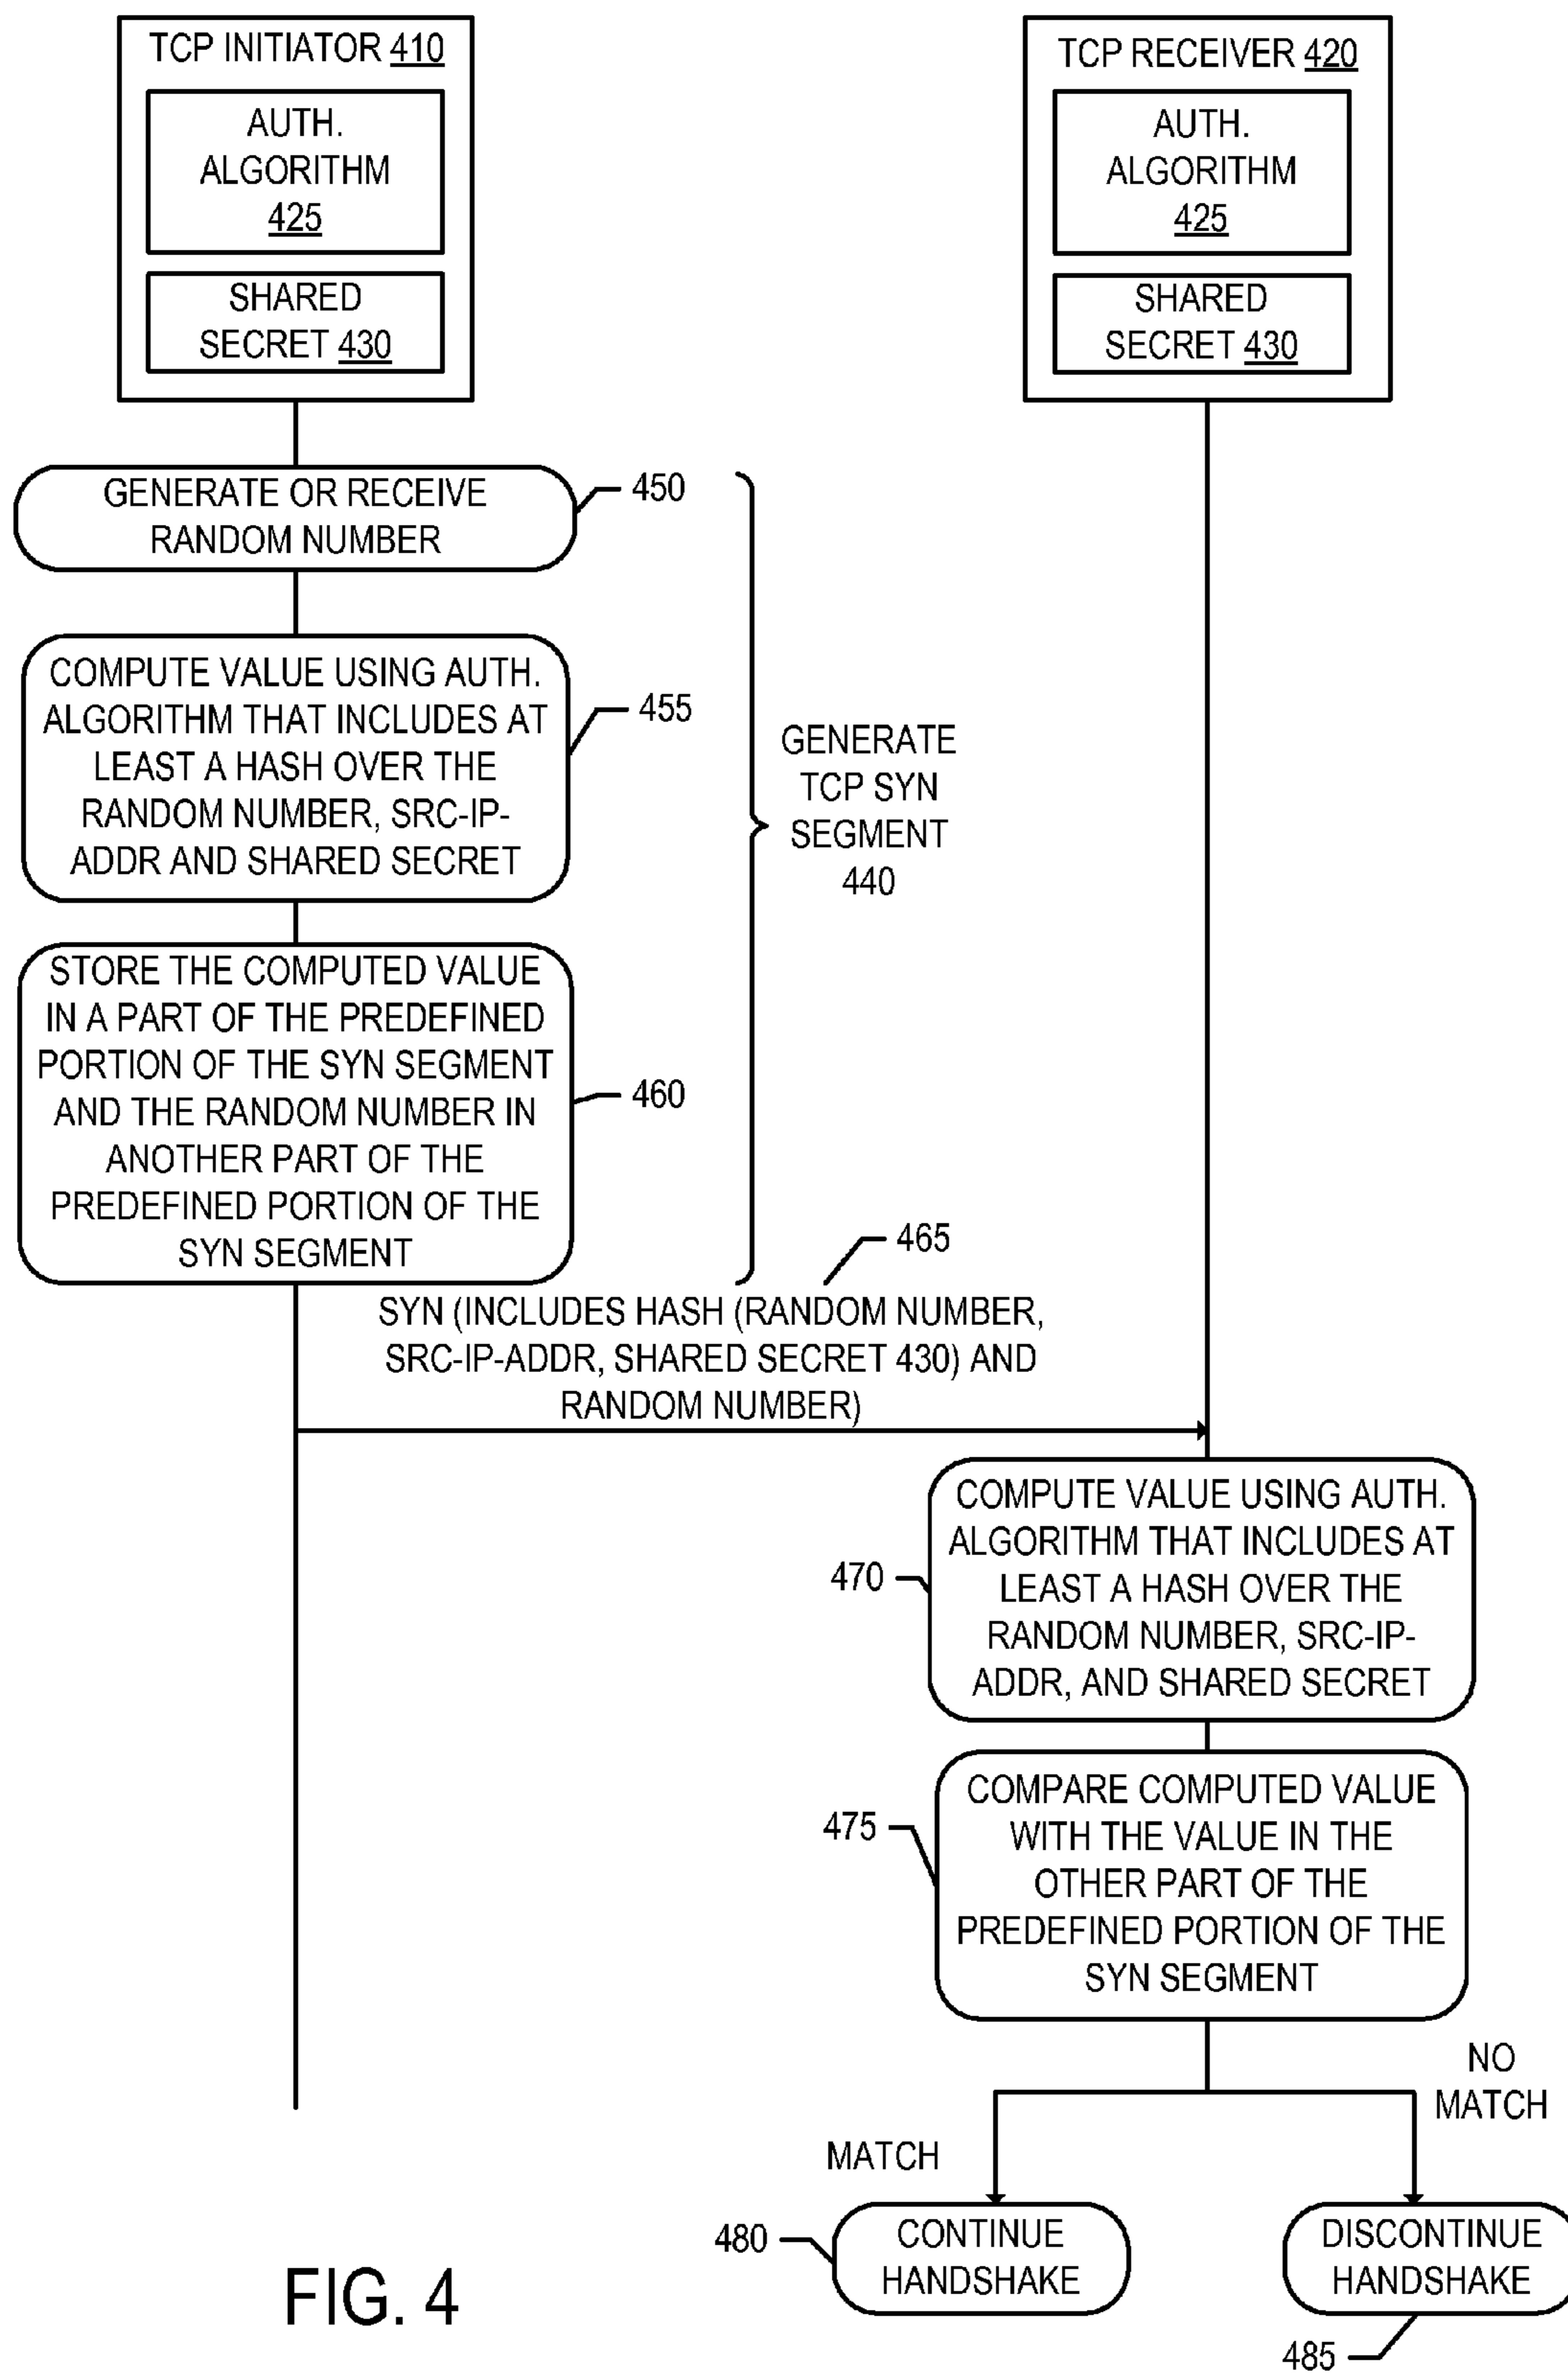 TCP INITIATOR 410
AUTH.
ALGORITHM
425
SHARED
SECRET 430
TCP RECEIVER 420
AUTH.
ALGORITHM
425
SHARED
SECRET 430
GENERATE OR RECEIVE
RANDOM NUMBER
450
COMPUTE VALUE USING AUTH.
ALGORITHM THAT INCLUDES AT
LEAST A HASH OVER THE
RANDOM NUMBER, SRC-IP-
ADDR AND SHARED SECRET
455
GENERATE
TCP SYN
SEGMENT
440
STORE THE COMPUTED VALUE
IN A PART OF THE PREDEFINED
PORTION OF THE SYN SEGMENT
AND THE RANDOM NUMBER IN
ANOTHER PART OF THE
PREDEFINED PORTION OF THE
SYN SEGMENT
460
465
SYN (INCLUDES HASH (RANDOM NUMBER,
SRC-IP-ADDR, SHARED SECRET 430) AND
RANDOM NUMBER)
COMPUTE VALUE USING AUTH.
ALGORITHM THAT INCLUDES AT
LEAST A HASH OVER THE
RANDOM NUMBER, SRC-IP-
ADDR, AND SHARED SECRET
470
COMPARE COMPUTED VALUE
WITH THE VALUE IN THE
OTHER PART OF THE
PREDEFINED PORTION OF THE
SYN SEGMENT
475
NO
MATCH
MATCH
480
CONTINUE
HANDSHAKE
DISCONTINUE
HANDSHAKE
485
FIG. 4